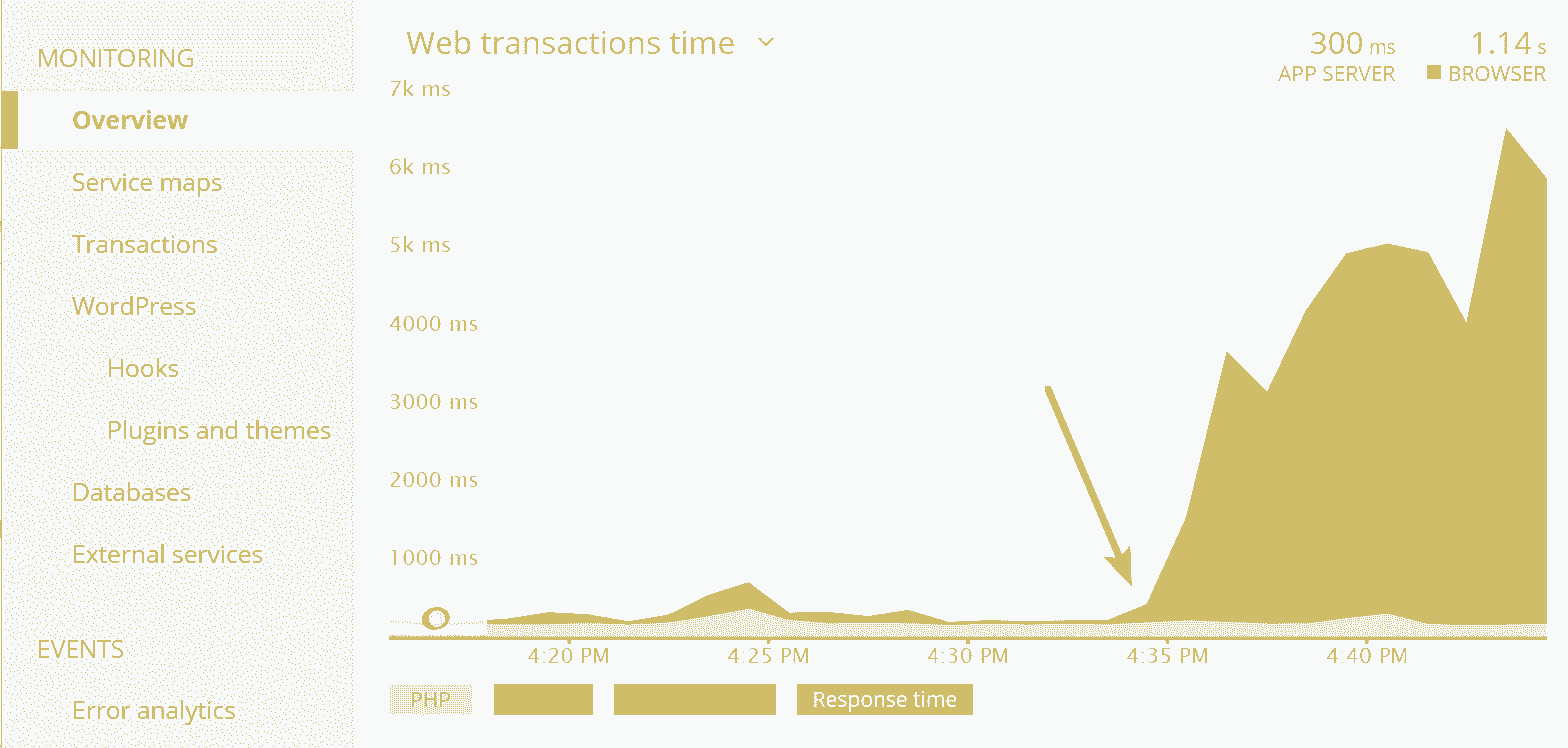 MONITORING
Overview
Service maps
Transactions
WordPress
Hooks
Plugins and themes
Databases
External services
EVENTS
Error analytics
Web transactions time
300 ms
APP SERVER
1.14 s
BROWSER
7k ms
6k ms
5k ms
4000 ms
3000 ms
2000 ms
1000 ms
4:20 PM 4:25 PM 4:30 PM 4:35 PM 4:40 PM
PHP Response time